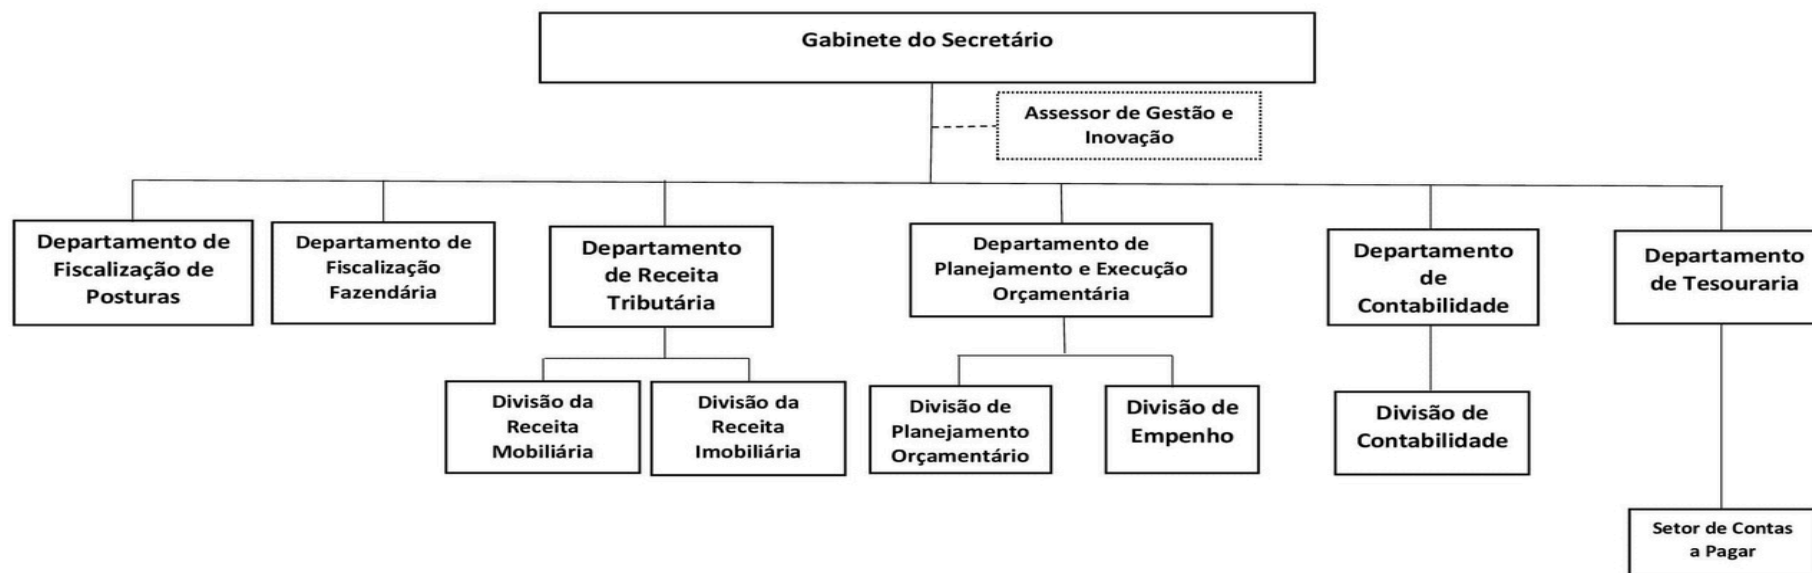 Gabinete do Secretário
Assessor de Gestão e
Inovação
Departamento de
Fiscalização de
Posturas
Departamento de
Fiscalização
Fazendária
Departamento
de Receita
Tributária
Departamento de
Planejamento e Execução
Orçamentária
Departamento
de
Contabilidade
Departamento
de Tesouraria
Divisão da
Receita
Mobiliária
Divisão da
Receita
Imobiliária
Divisão de
Planejamento
Orçamentário
Divisão de
Empenho
Divisão de
Contabilidade
Setor de Contas
a Pagar